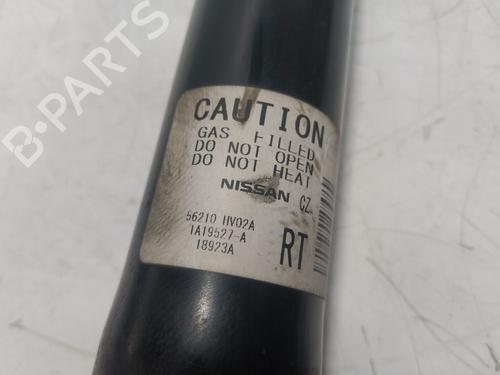 B-PARTS
CAUTION
GAS FILLED
DO NOT OPEN
DO NOT HEAT
NISSAN CZ
56210 HV02A
1A19527-A
18923A
RT